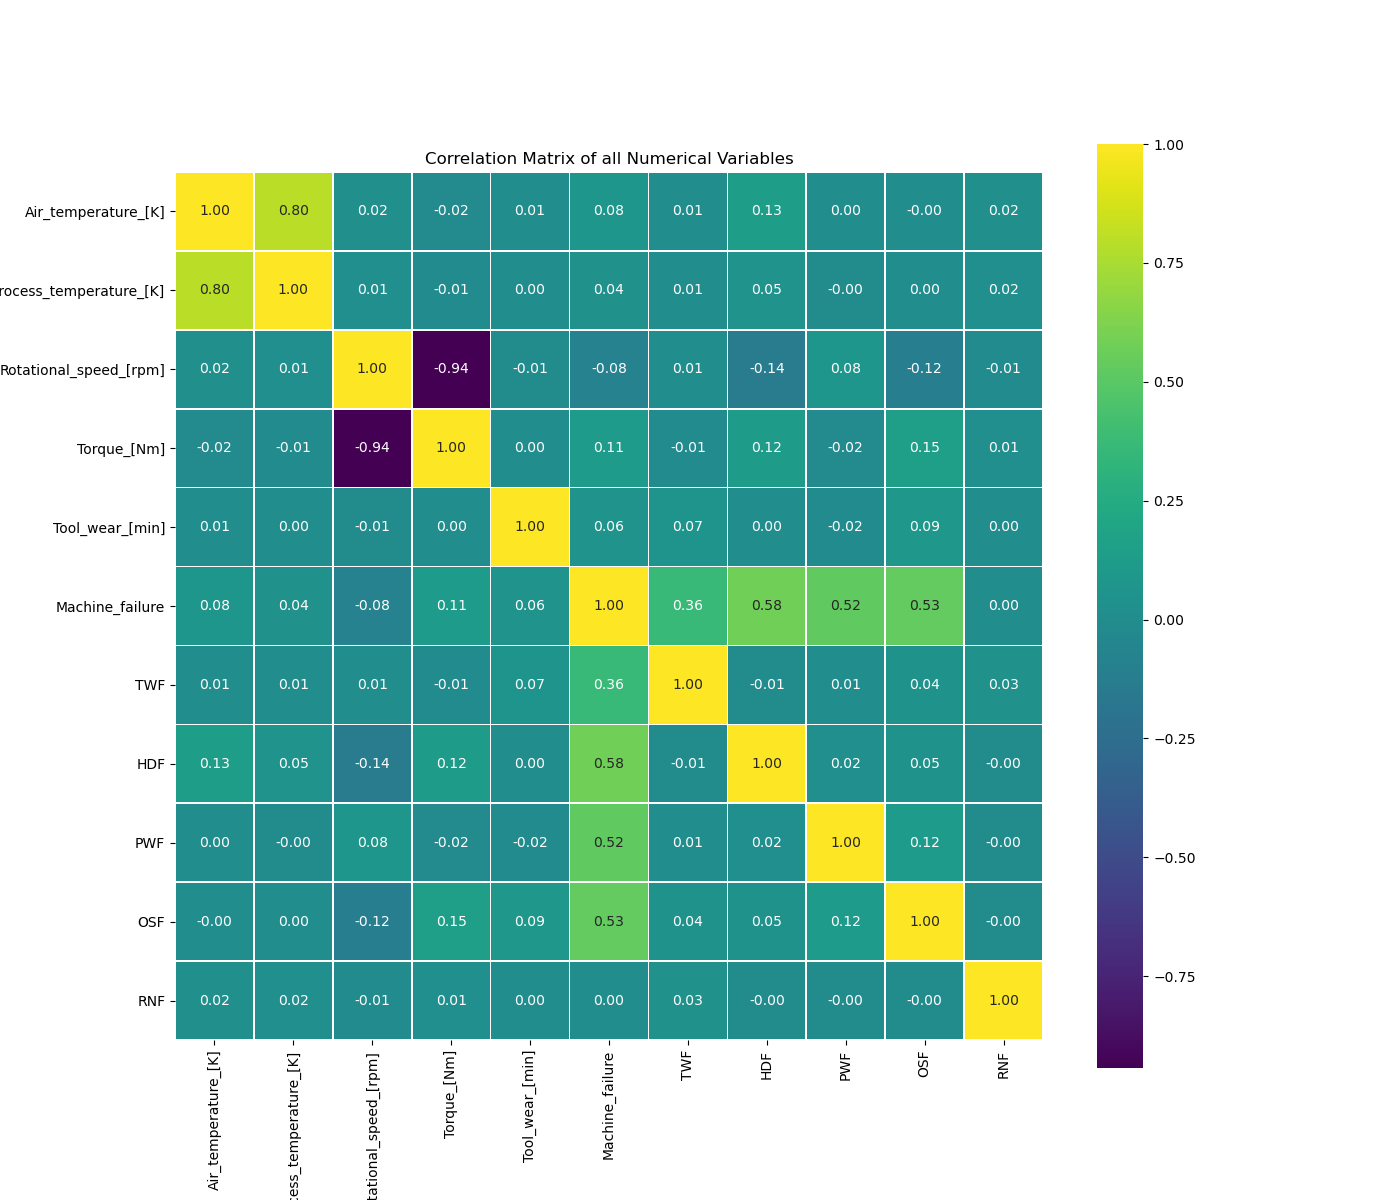 Correlation Matrix of all Numerical Variables
Air_temperature_[K] 1.00 0.80 0.02 -0.02 0.01 0.08 0.01 0.13 0.00 -0.00 0.02
rocess_temperature_[K] 0.80 1.00 0.01 -0.01 0.00 0.04 0.01 0.05 -0.00 0.00 0.02
Rotational_speed_[rpm] 0.02 0.01 1.00 -0.94 -0.01 -0.08 0.01 -0.14 0.08 -0.12 -0.01
Torque_[Nm] -0.02 -0.01 -0.94 1.00 0.00 0.11 -0.01 0.12 -0.02 0.15 0.01
Tool_wear_[min] 0.01 0.00 -0.01 0.00 1.00 0.06 0.07 0.00 -0.02 0.09 0.00
Machine_failure 0.08 0.04 -0.08 0.11 0.06 1.00 0.36 0.58 0.52 0.53 0.00
TWF 0.01 0.01 0.01 -0.01 0.07 0.36 1.00 -0.01 0.01 0.04 0.03
HDF 0.13 0.05 -0.14 0.12 0.00 0.58 -0.01 1.00 0.02 0.05 -0.00
PWF 0.00 -0.00 0.08 -0.02 -0.02 0.52 0.01 0.02 1.00 0.12 -0.00
OSF -0.00 0.00 -0.12 0.15 0.09 0.53 0.04 0.05 0.12 1.00 -0.00
RNF 0.02 0.02 -0.01 0.01 0.00 0.00 0.03 -0.00 -0.00 -0.00 1.00
Air_temperature_[K]
cess_temperature_[K]
tational_speed_[rpm]
Torque_[Nm]
Tool_wear_[min]
Machine_failure
TWF
HDF
PWF
OSF
RNF
1.00
0.75
0.50
0.25
0.00
−0.25
−0.50
−0.75